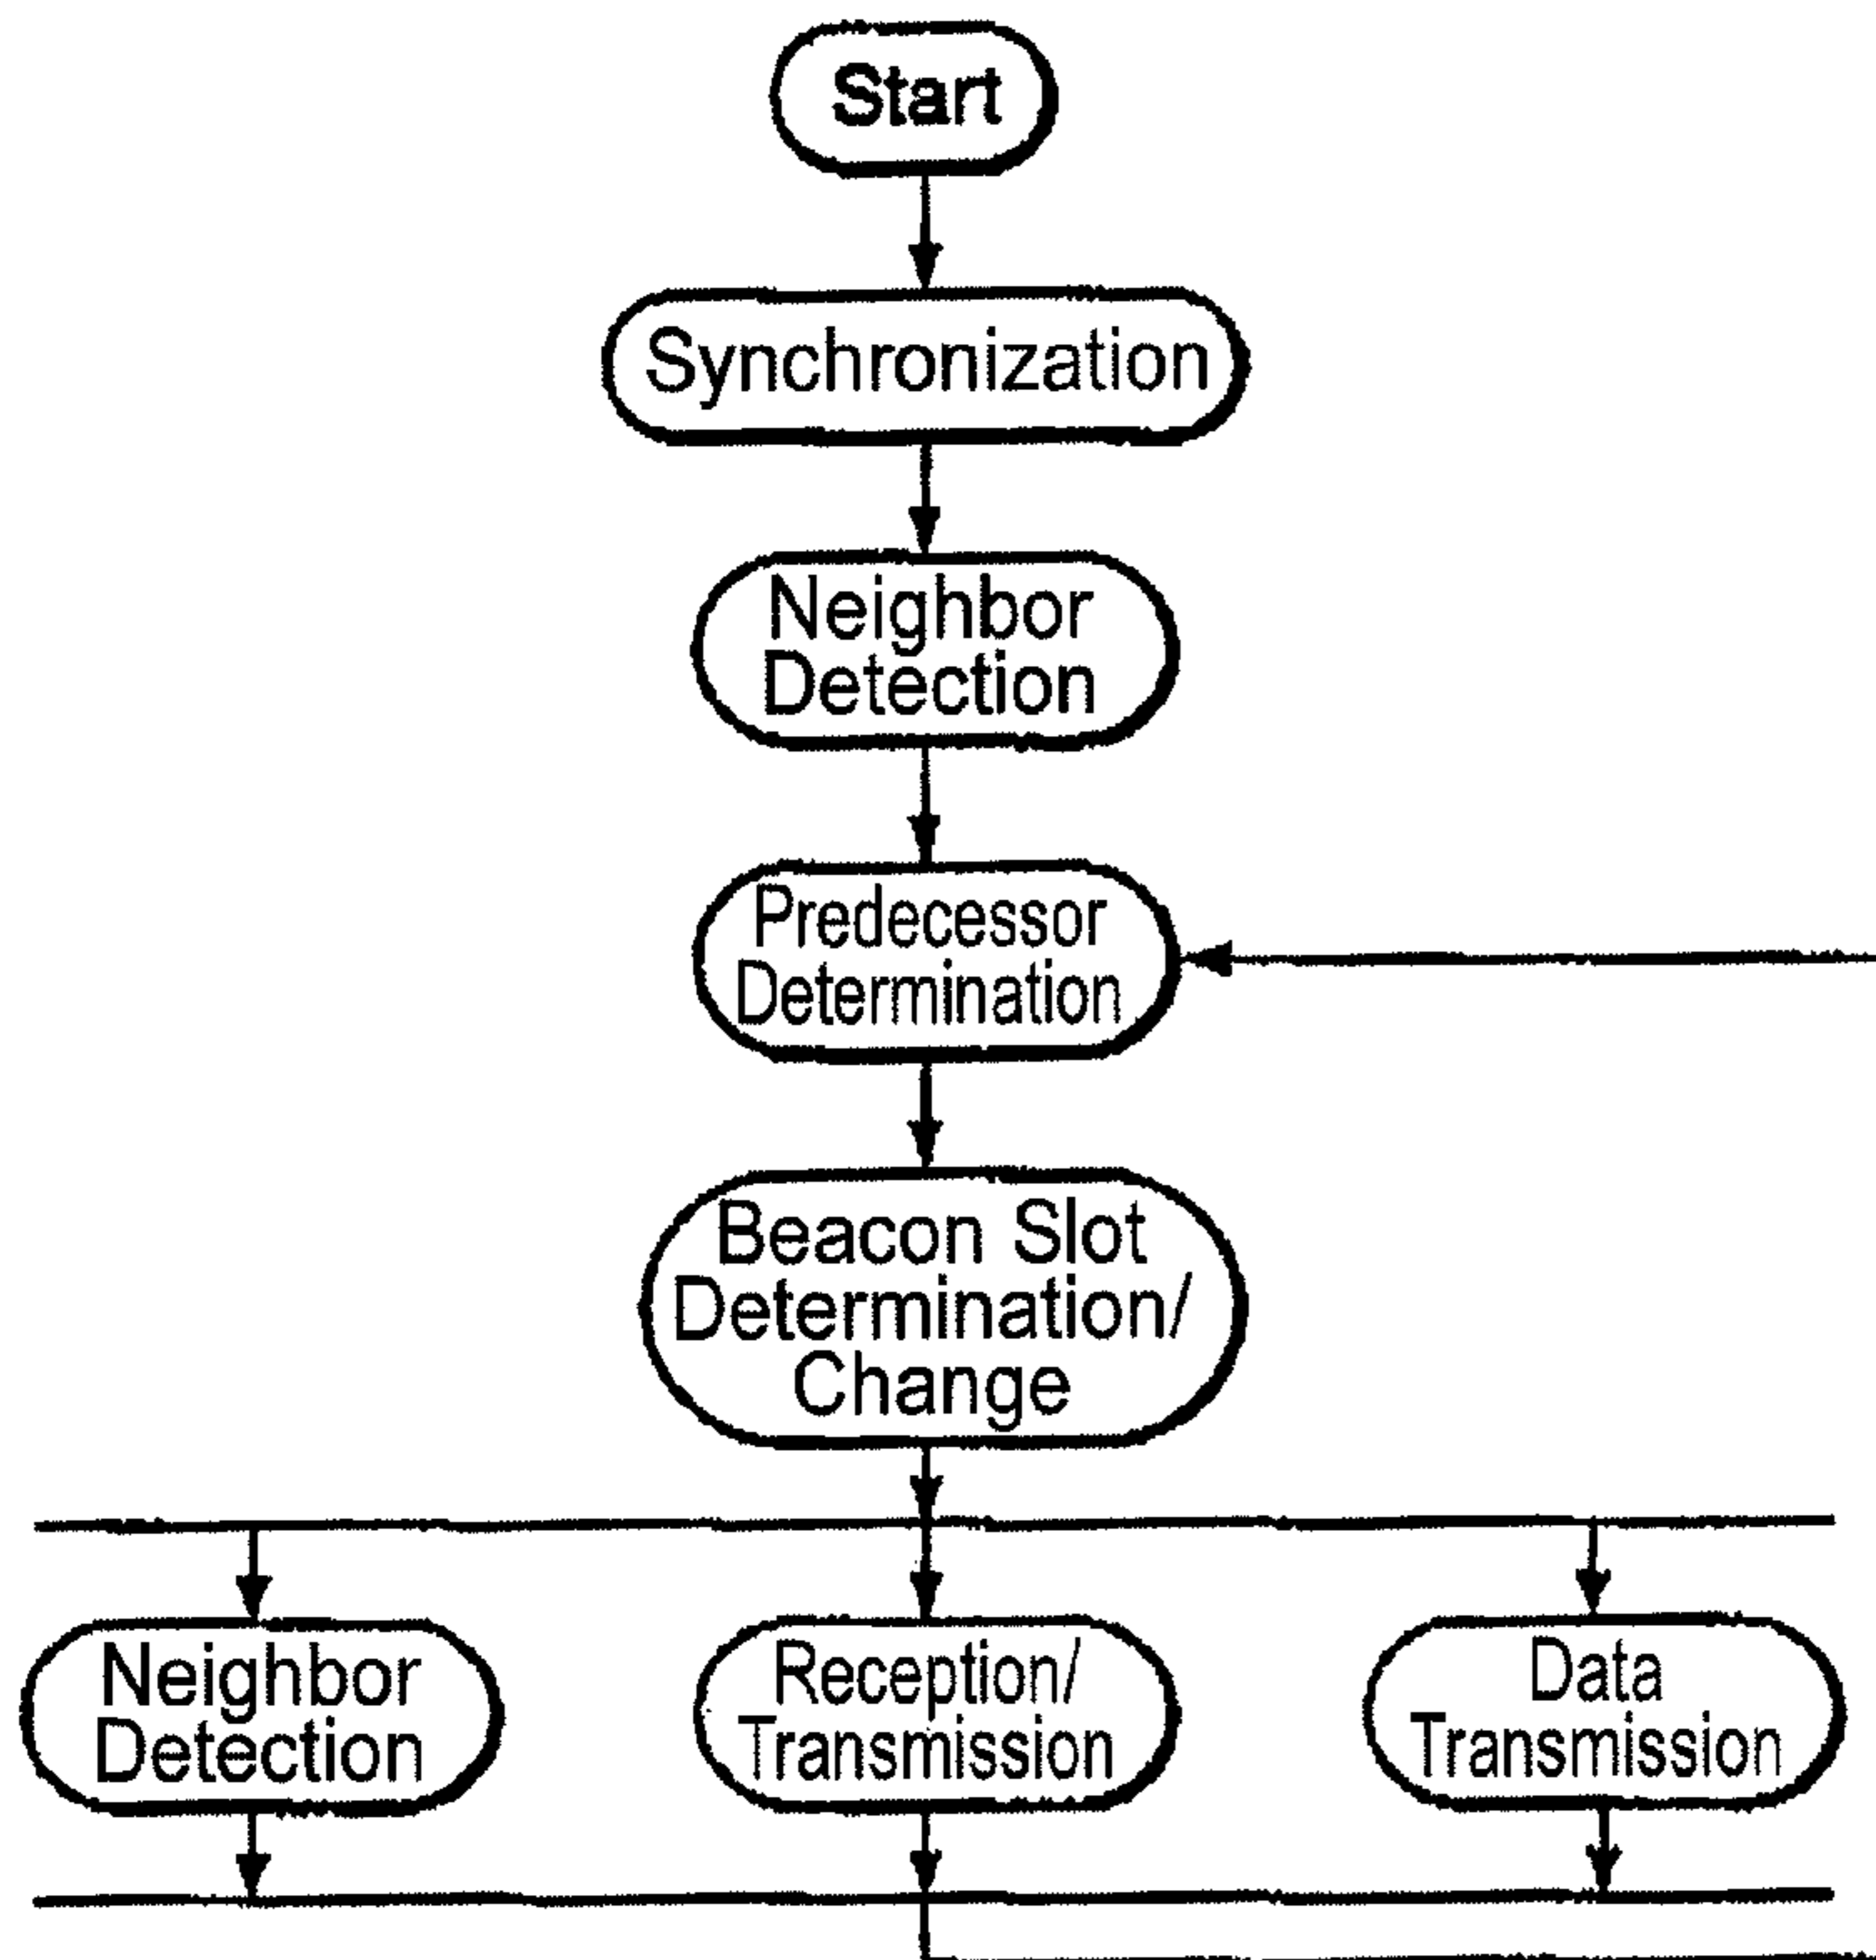 Start
Synchronization
Neighbor
Detection
Predecessor
Determination
Beacon Slot
Determination/
Change
Neighbor
Detection
Reception/
Transmission
Data
Transmission